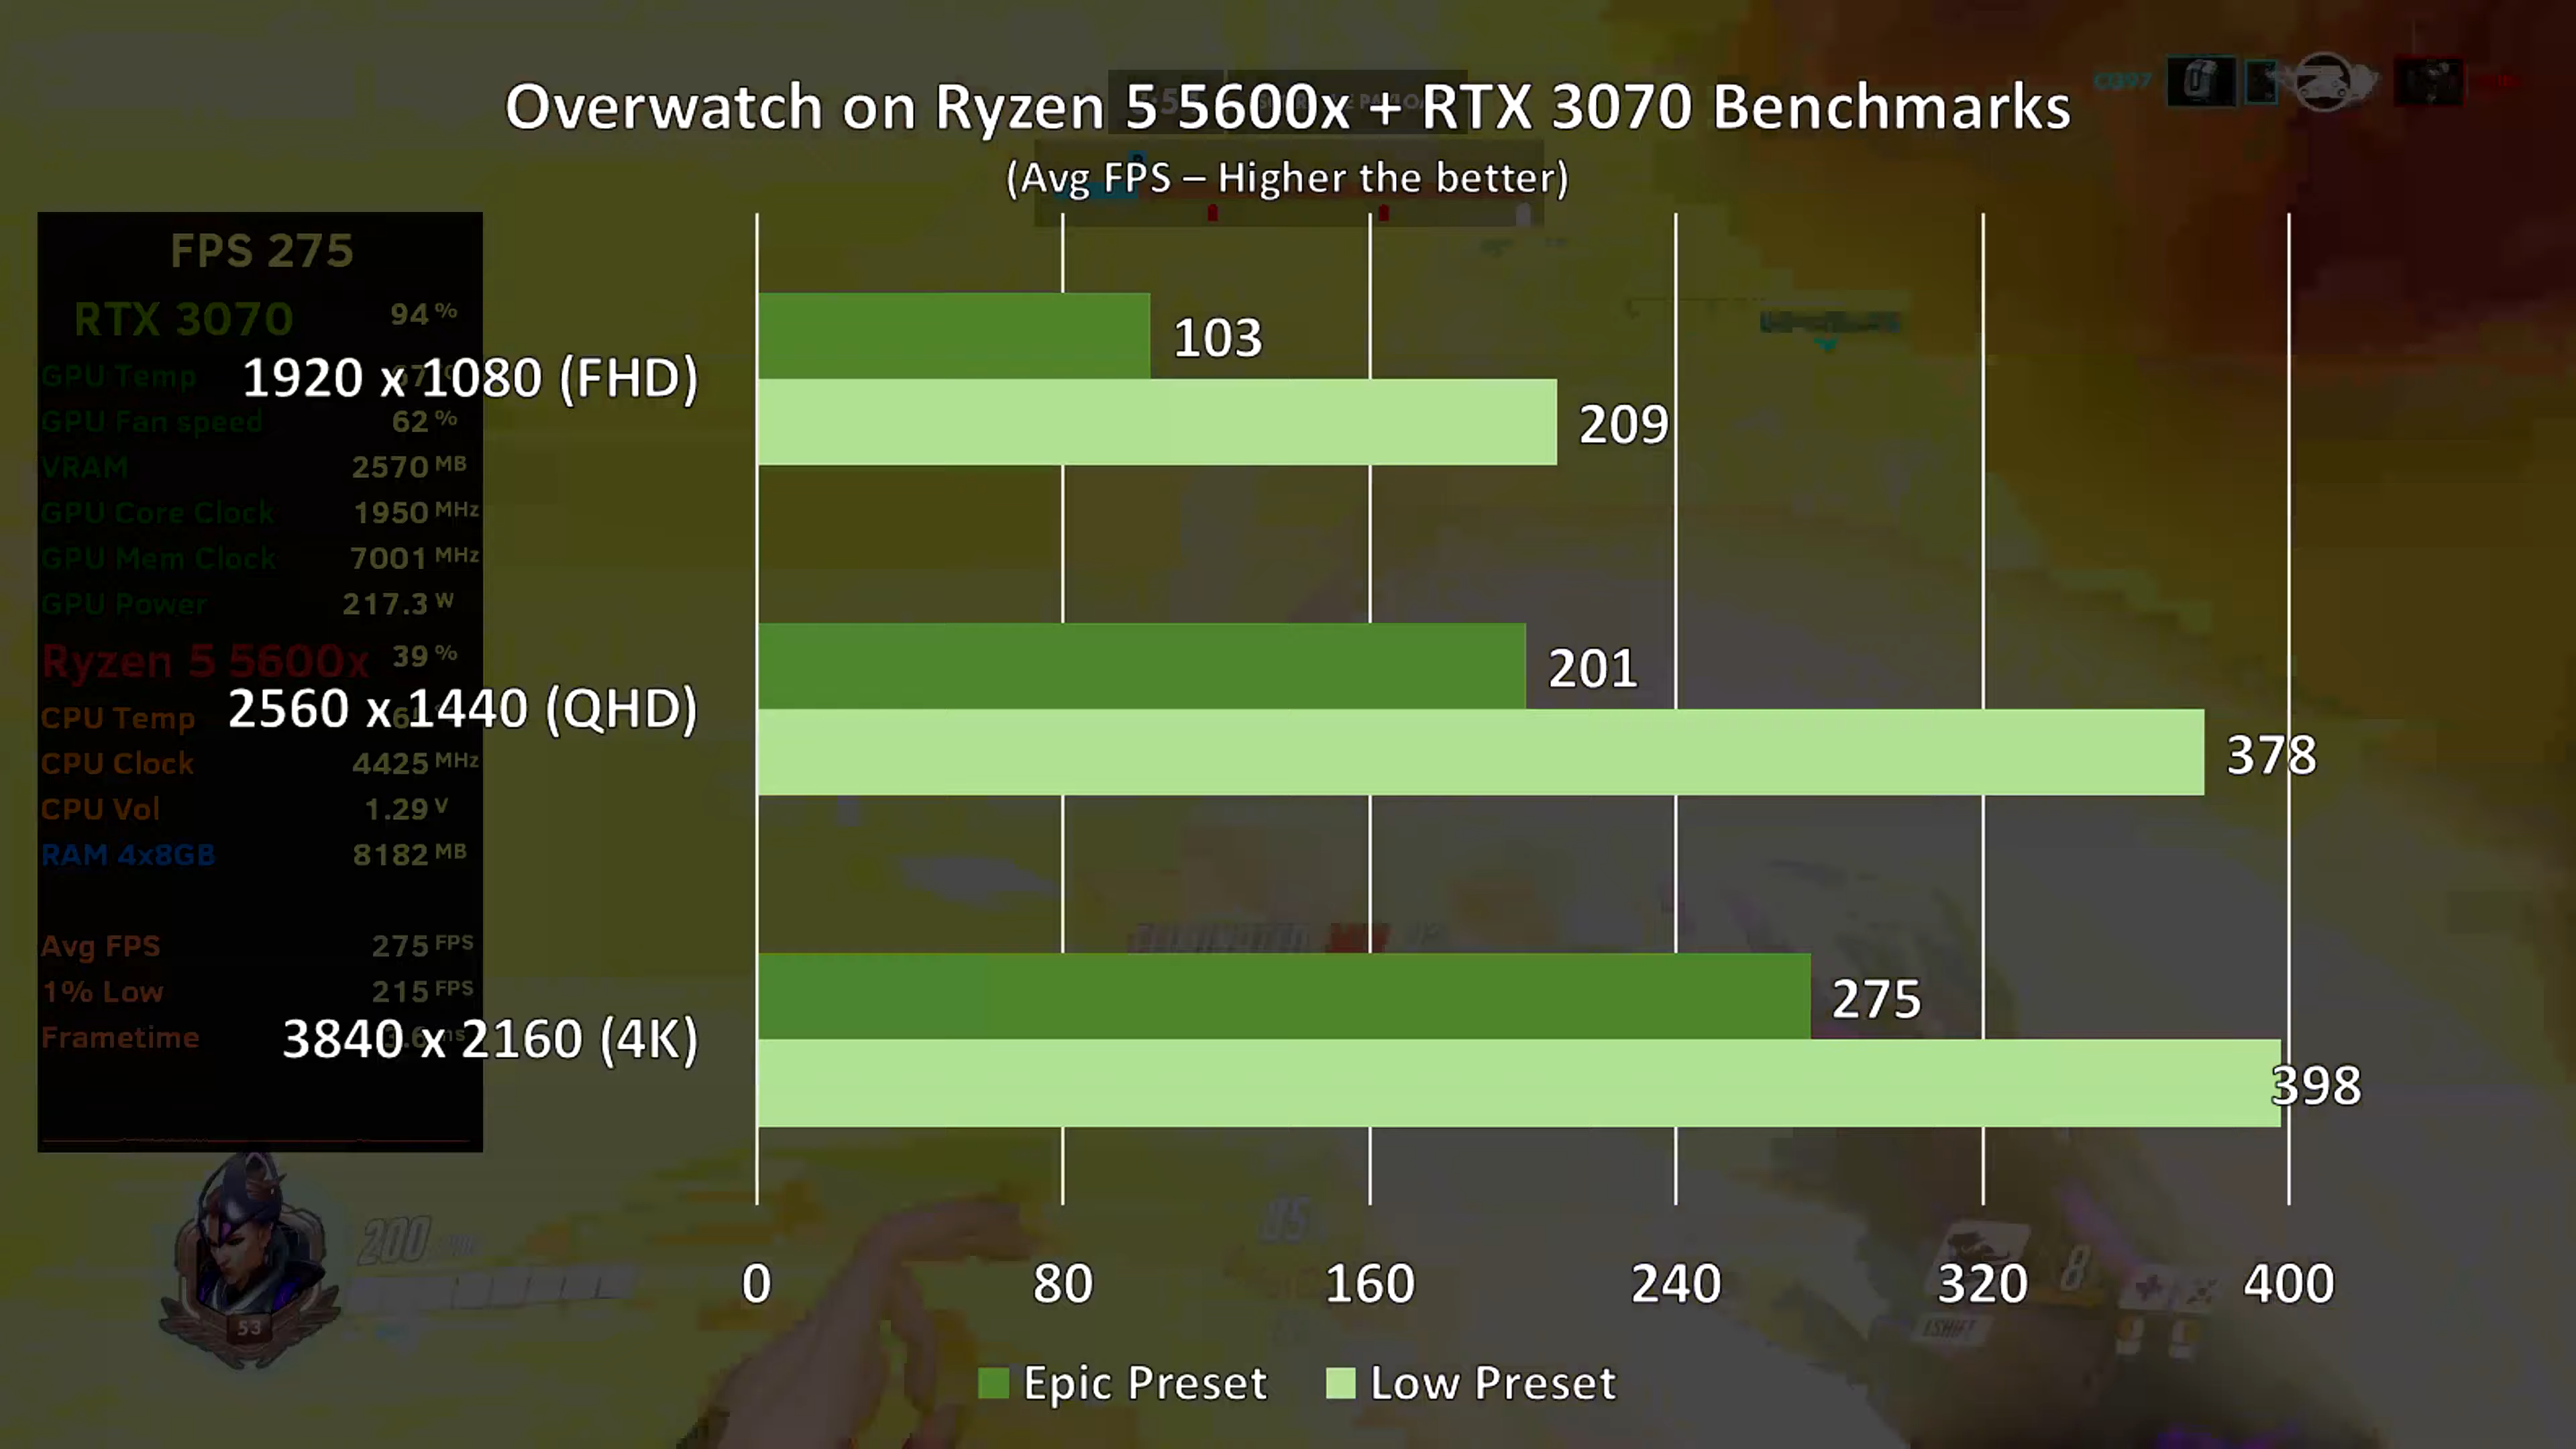 Overwatch on Ryzen 5 5600x + RTX 3070 Benchmarks
(Avg FPS – Higher the better)
FPS 275
RTX 3070 94 %
GPU Temp
1920 x 1080 (FHD)
103
209
GPU Fan speed 62 %
VRAM 2570 MB
GPU Core Clock 1950 MHz
GPU Mem Clock 7001 MHz
GPU Power 217.3 W
Ryzen 5 5600x 39 %
CPU Temp
2560 x 1440 (QHD)
201
378
CPU Clock 4425 MHz
CPU Vol 1.29 V
RAM 4x8GB 8182 MB
Avg FPS 275 FPS
1% Low 215 FPS
Frametime
3840 x 2160 (4K)
275
398
200
53
85
8
LSHIFT
0 80 160 240 320 400
Epic Preset Low Preset